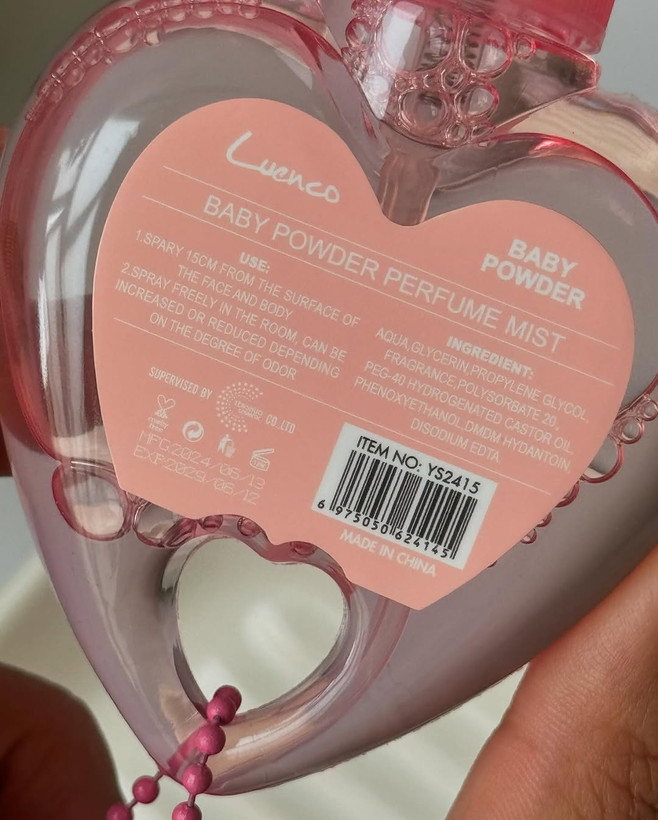 Luenco
BABY POWDER PERFUME MIST
BABY
POWDER
USE:
1.SPARY 15CM FROM THE SURFACE OF
THE FACE AND BODY
2.SPRAY FREELY IN THE ROOM, CAN BE
INCREASED OR REDUCED DEPENDING
ON THE DEGREE OF ODOR
INGREDIENT:
AQUA,GLYCERIN,PROPYLENE GLYCOL,
FRAGRANCE,POLYSORBATE 20,
PEG-40 HYDROGENATED CASTOR OIL,
PHENOXYETHANOL,DMDM HYDANTOIN,
DISODIUM EDTA
SUPERVISED BY
CO.,LTD
MFG:2024/06/13
EXP:2029/06/12
ITEM NO: YS2415
6 975050 624145
MADE IN CHINA